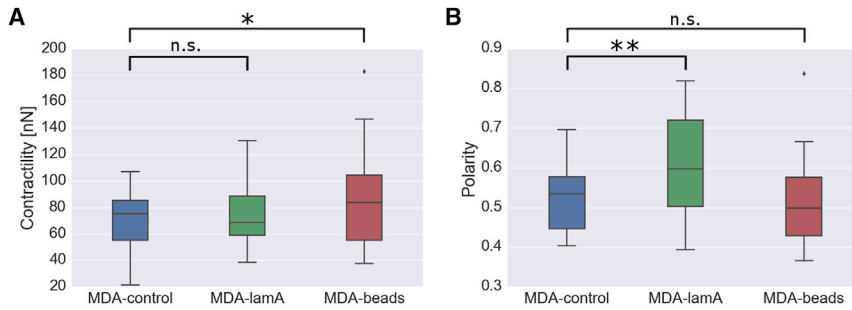 A
*
n.s.
Contractility [nN]
200
180
160
140
120
100
80
60
40
20
MDA-control
MDA-lamA
MDA-beads
B
n.s.
**
Polarity
0.9
0.8
0.7
0.6
0.5
0.4
0.3
MDA-control
MDA-lamA
MDA-beads